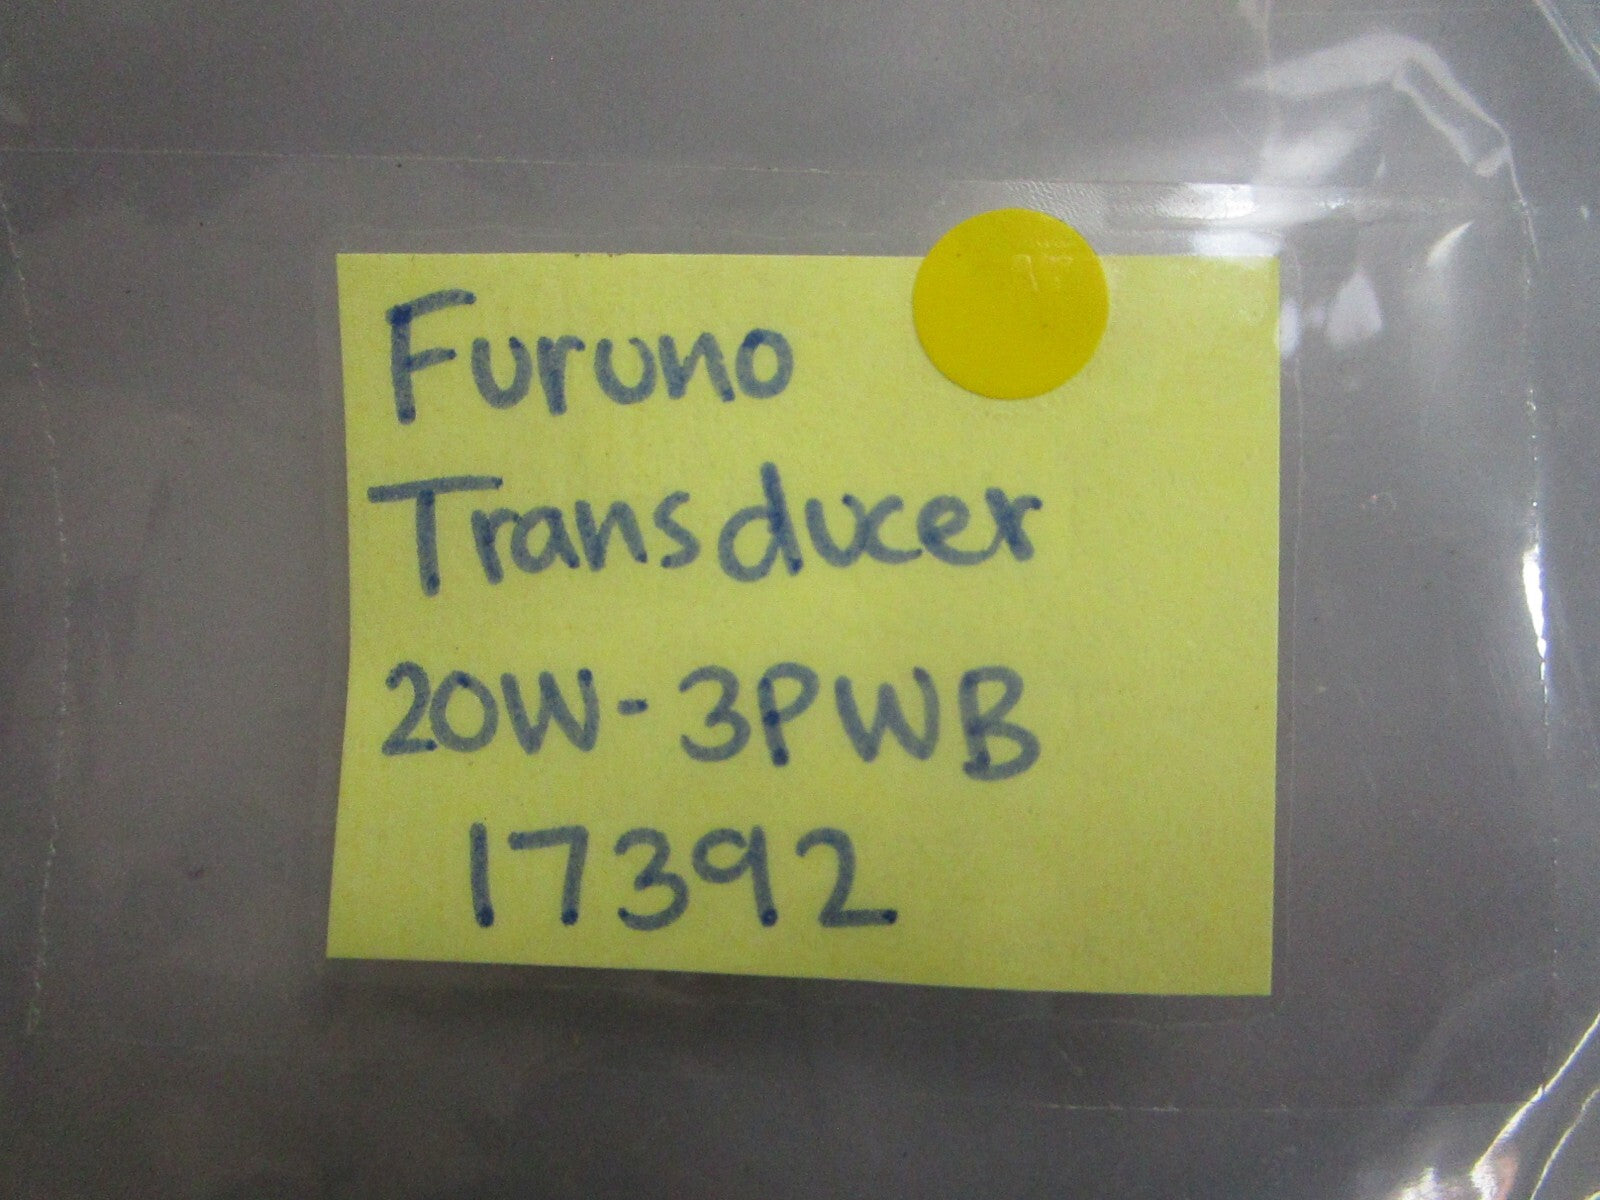 Furuno
Transducer
20W-3PWB
17392